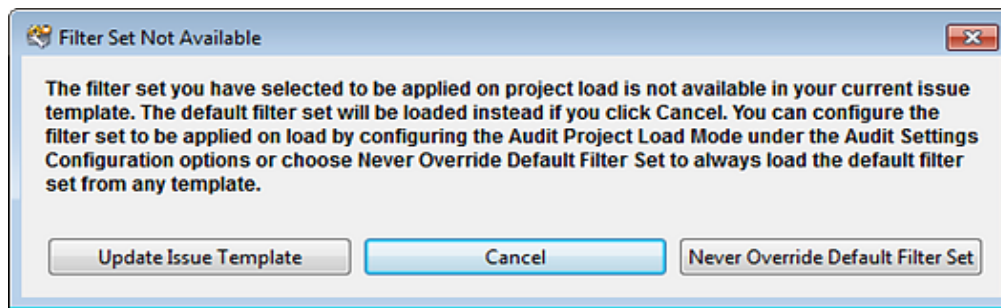 Filter Set Not Available
The filter set you have selected to be applied on project load is not available in your current issue
template. The default filter set will be loaded instead if you click Cancel. You can configure the
filter set to be applied on load by configuring the Audit Project Load Mode under the Audit Settings
Configuration options or choose Never Override Default Filter Set to always load the default filter
set from any template.
Update Issue Template Cancel Never Override Default Filter Set